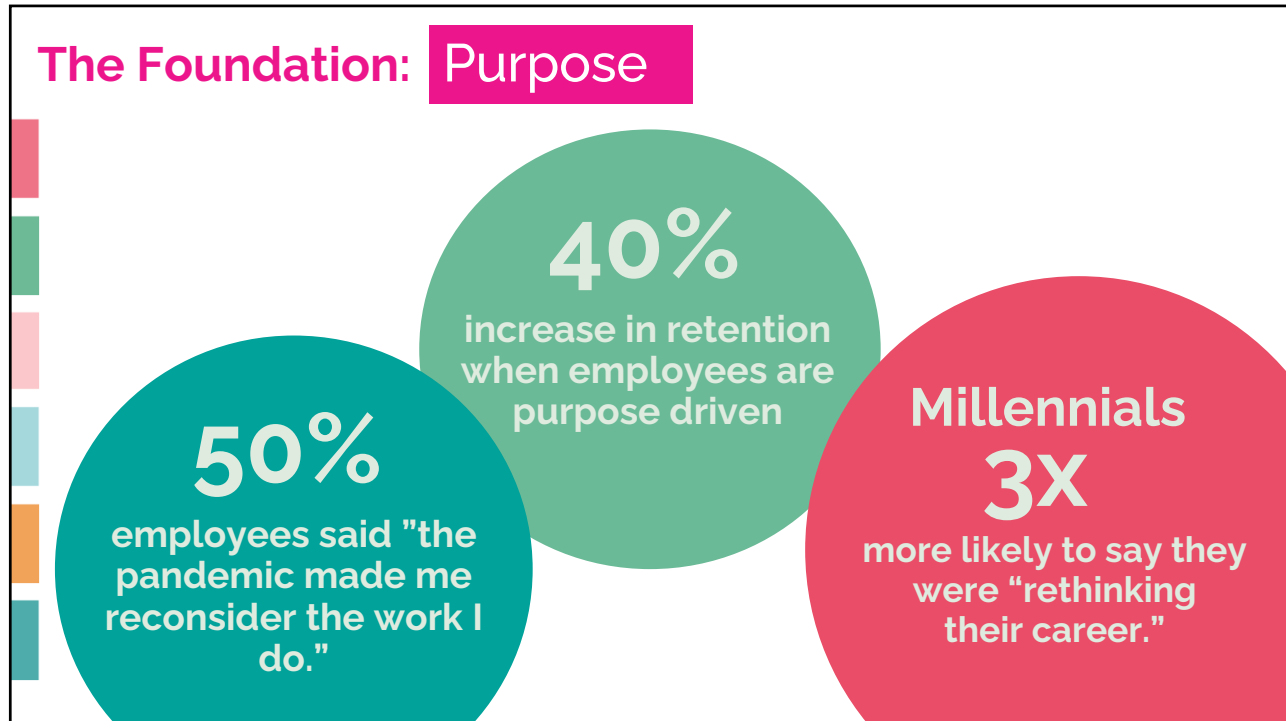 The Foundation: Purpose
40%
increase in retention
when employees are
purpose driven
50%
employees said ”the
pandemic made me
reconsider the work I
do.”
Millennials
3x
more likely to say they
were “rethinking
their career.”